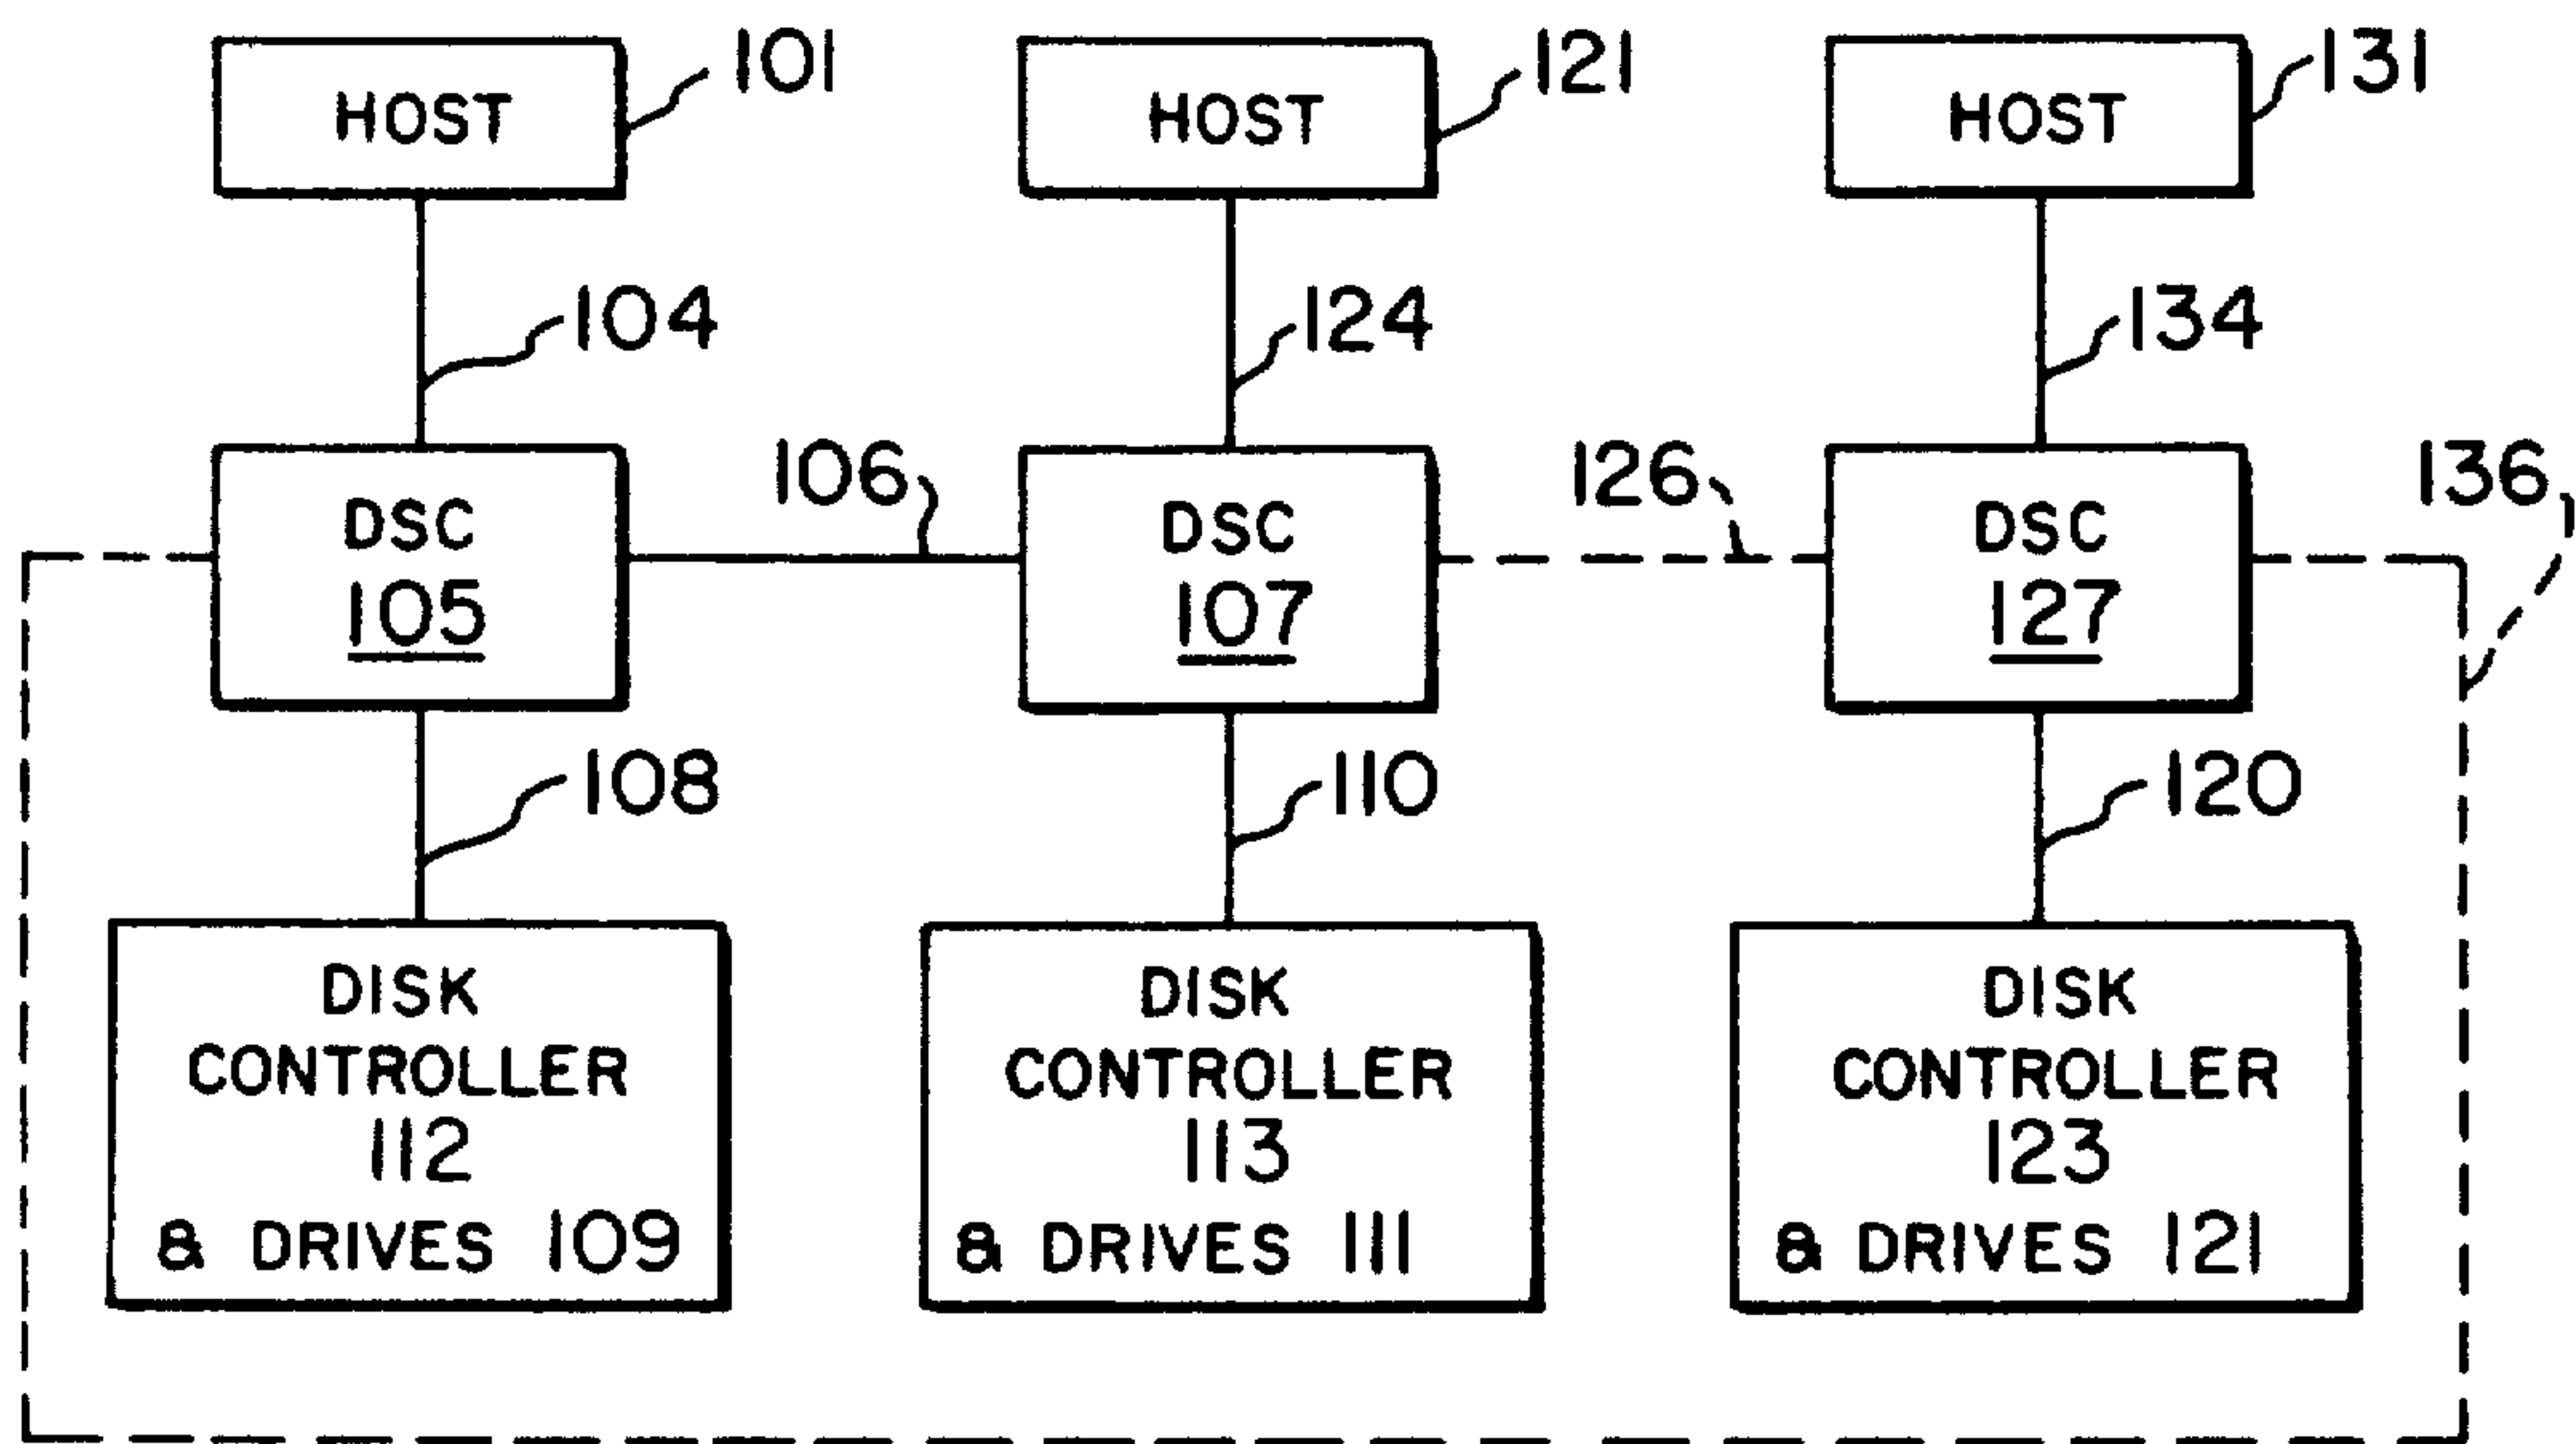 HOST
101
HOST
121
HOST
131
104
124
134
DSC
105
106
DSC
107
126
DSC
127
136
108
110
120
DISK
CONTROLLER
112
& DRIVES 109
DISK
CONTROLLER
113
& DRIVES 111
DISK
CONTROLLER
123
& DRIVES 121